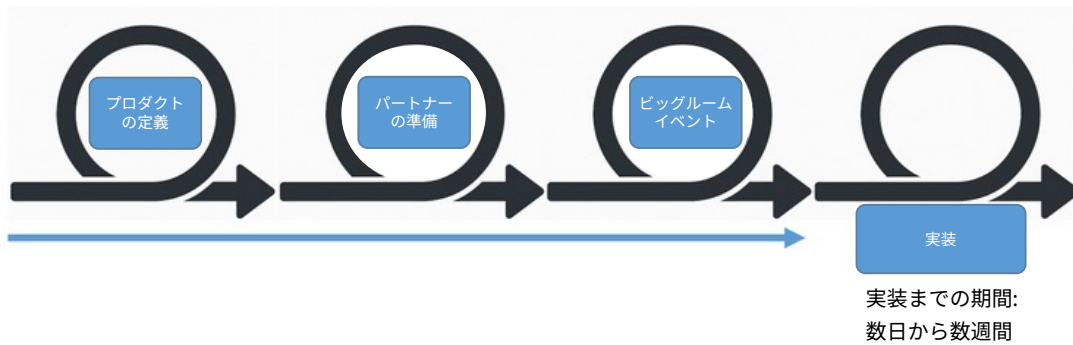 プロダクト
の定義
パートナー
の準備
ビッグルーム
イベント
実装
実装までの期間:
数日から数週間